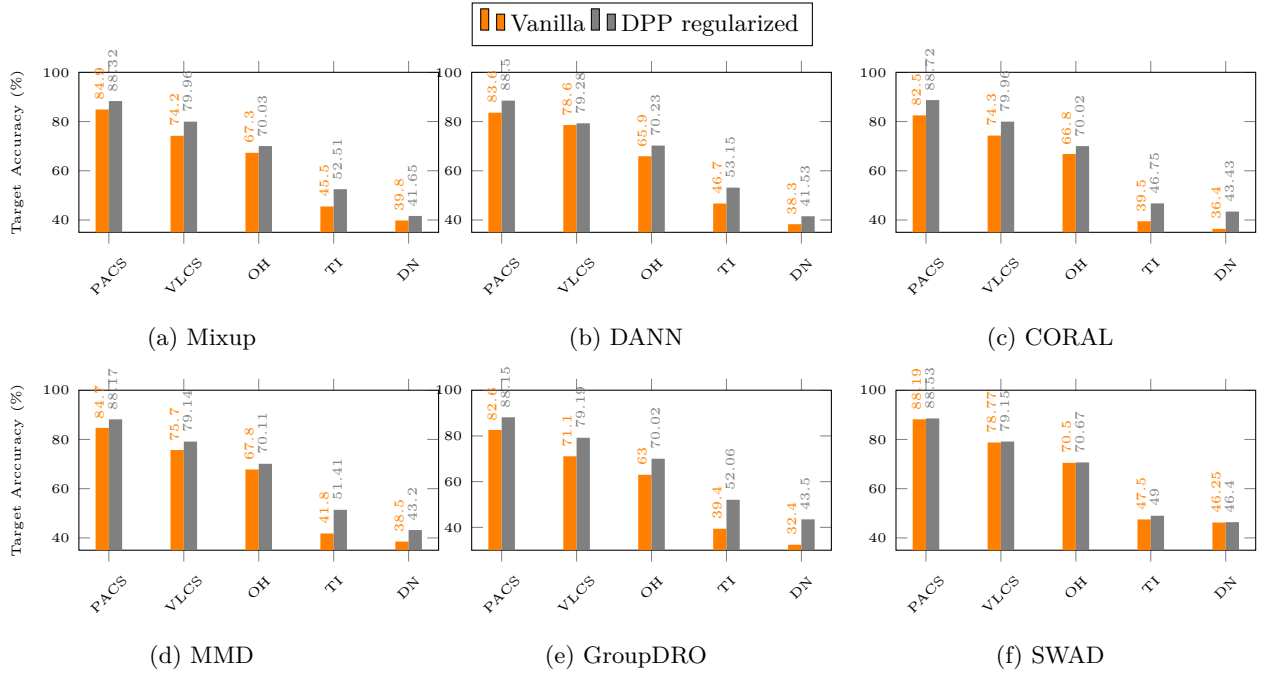 Vanilla DPP regularized
Target Accuracy (%)
100
80
60
40
84.9
88.32
74.2
79.96
67.3
70.03
45.5
52.51
39.8
41.65
PACS
VLCS
OH
TI
DN
(a) Mixup
100
80
60
40
83.6
88.5
78.6
79.28
65.9
70.23
46.7
53.15
38.3
41.53
PACS
VLCS
OH
TI
DN
(b) DANN
100
80
60
40
82.5
88.72
74.3
79.96
66.8
70.02
39.5
46.75
36.4
43.43
PACS
VLCS
OH
TI
DN
(c) CORAL
Target Arccuracy (%)
100
80
60
40
84.7
88.17
75.7
79.14
67.8
70.11
41.8
51.41
38.5
43.2
PACS
VLCS
OH
TI
DN
(d) MMD
100
80
60
40
82.6
88.15
71.1
79.19
63
70.02
39.4
52.06
32.4
43.5
PACS
VLCS
OH
TI
DN
(e) GroupDRO
100
80
60
40
88.19
88.53
78.77
79.15
70.5
70.67
47.5
49
46.25
46.4
PACS
VLCS
OH
TI
DN
(f) SWAD